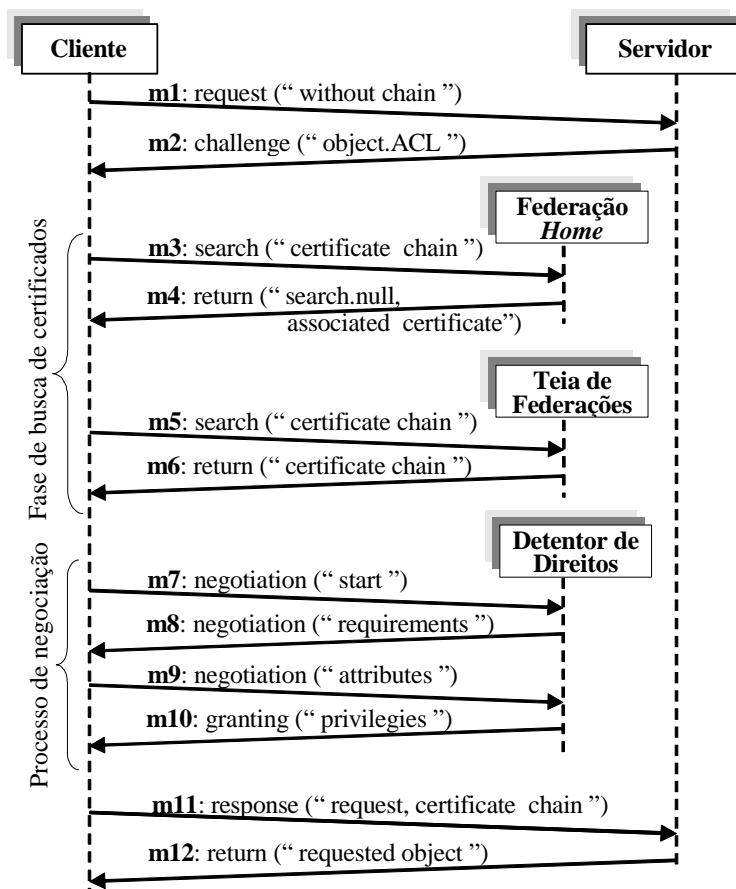 Cliente
Servidor
m1: request (“ without chain ”)
m2: challenge (“ object.ACL ”)
Federação
Home
m3: search (“ certificate chain ”)
m4: return (“ search.null,
associated certificate”)
Teia de
Federações
m5: search (“ certificate chain ”)
m6: return (“ certificate chain ”)
Fase de busca de certificados
Detentor de
Direitos
m7: negotiation (“ start ”)
m8: negotiation (“ requirements ”)
m9: negotiation (“ attributes ”)
m10: granting (“ privilegies ”)
Processo de negociação
m11: response (“ request, certificate chain ”)
m12: return (“ requested object ”)